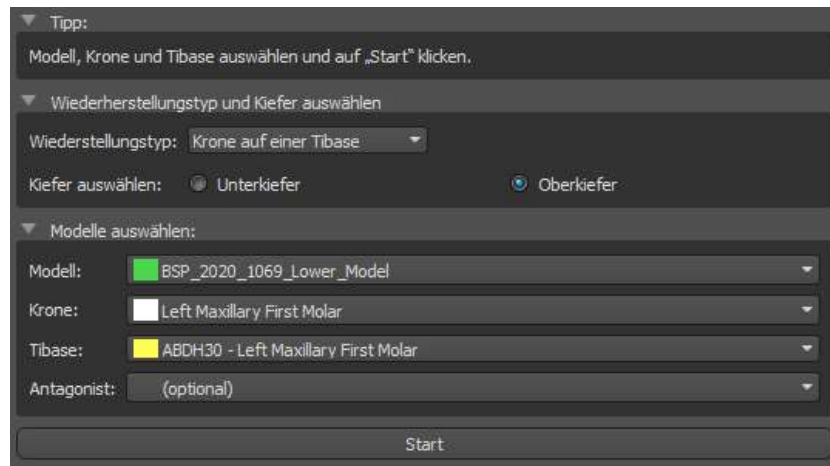 Tipp:
Modell, Krone und Tibase auswählen und auf „Start“ klicken.
Wiederherstellungstyp und Kiefer auswählen
Wiederstellungstyp: Krone auf einer Tibase
Kiefer auswählen: Unterkiefer Oberkiefer
Modelle auswählen:
Modell: BSP_2020_1069_Lower_Model
Krone: Left Maxillary First Molar
Tibase: ABDH30 - Left Maxillary First Molar
Antagonist: (optional)
Start